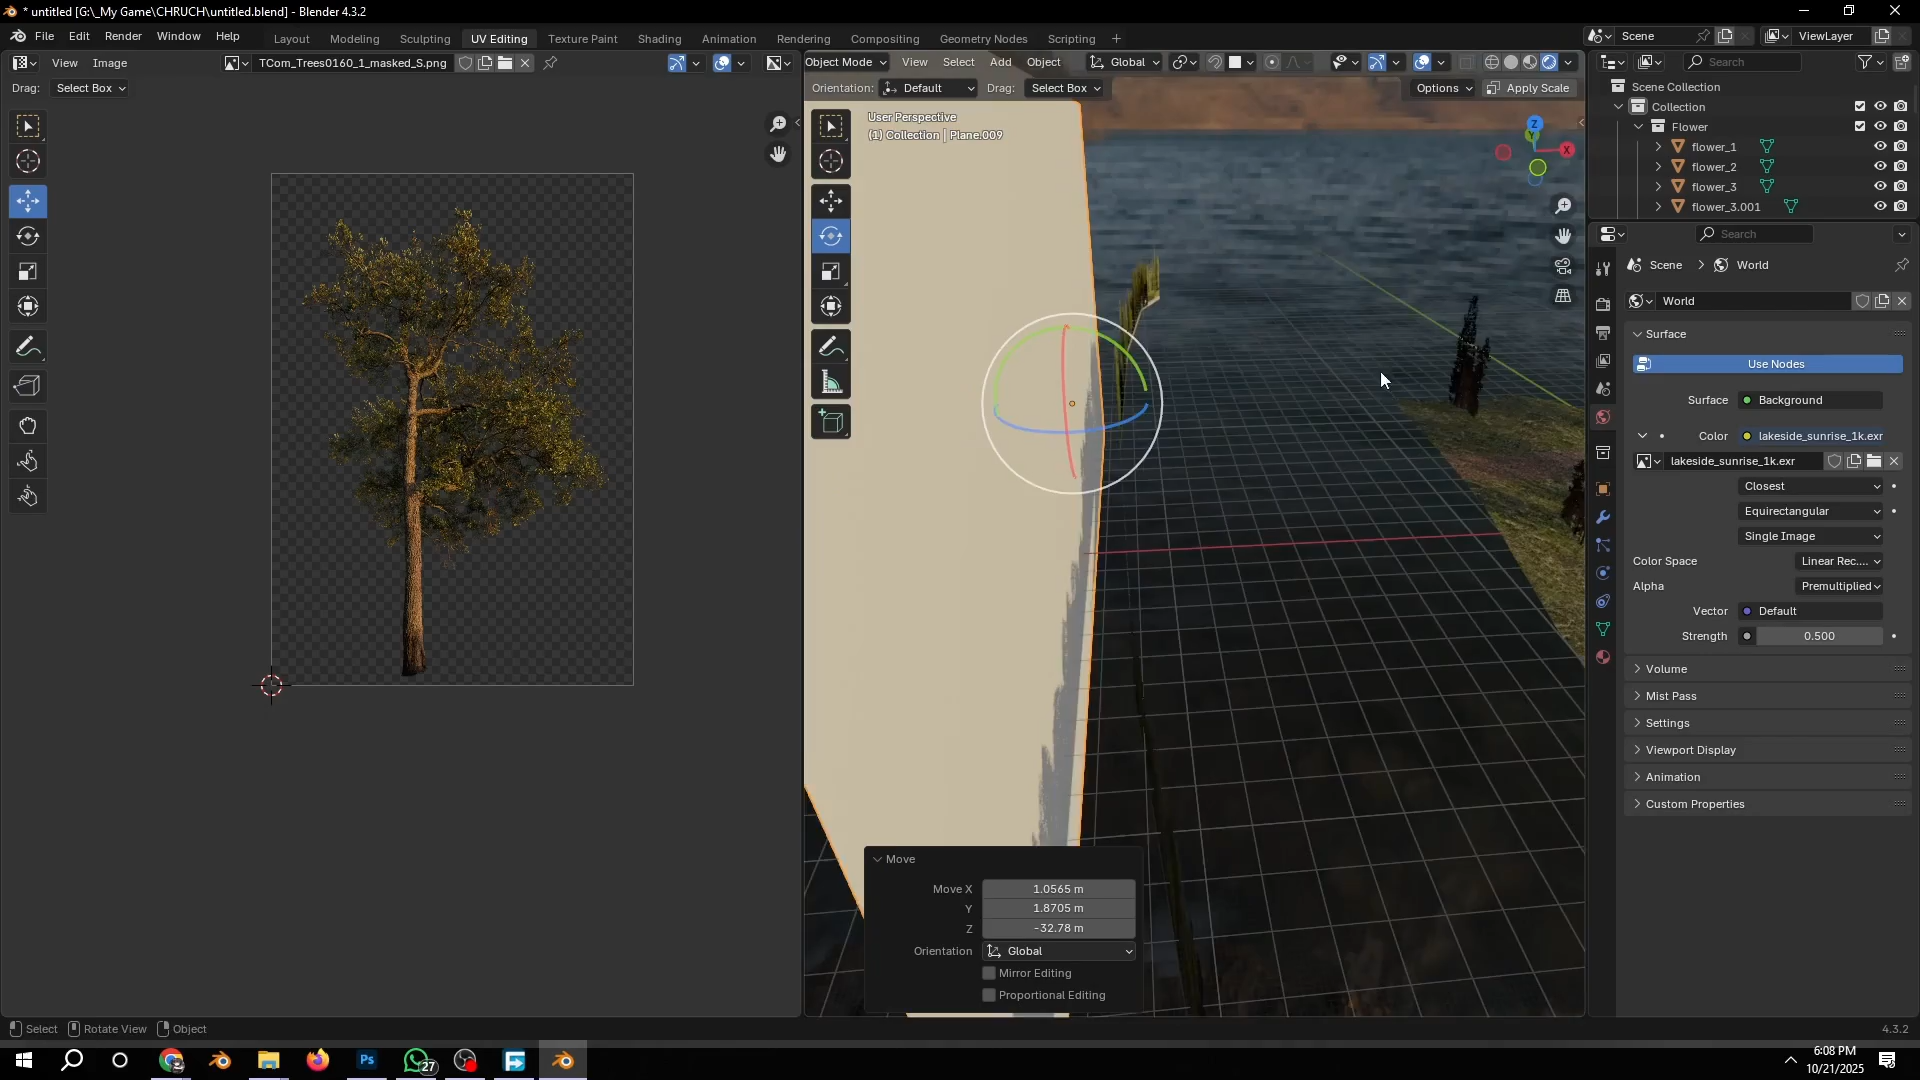 * untitled [G:\_My Game\CHRUCH\untitled.blend] - Blender 4.3.2
File Edit Render Window Help
Layout Modeling Sculpting UV Editing Texture Paint Shading Animation Rendering Compositing Geometry Nodes Scripting +
Scene
ViewLayer
View Image
TCom_Trees0160_1_masked_S.png
Object Mode View Select Add Object
Global
Search
Drag: Select Box
Orientation: Default Drag: Select Box
Options
Apply Scale
Scene Collection
Collection
Flower
flower_1
flower_2
flower_3
flower_3.001
User Perspective
(1) Collection | Plane.009
Z
Y
X
Search
Scene > World
World
Surface
Use Nodes
Surface Background
Color lakeside_sunrise_1k.exr
lakeside_sunrise_1k.exr
Closest
Equirectangular
Single Image
Color Space Linear Rec....
Alpha Premultiplied
Vector Default
Strength 0.500
Volume
Mist Pass
Settings
Viewport Display
Animation
Custom Properties
Move
Move X 1.0565 m
Y 1.8705 m
Z -32.78 m
Orientation Global
Mirror Editing
Proportional Editing
Select Rotate View Object
4.3.2
Ps
27
6:08 PM
10/21/2025